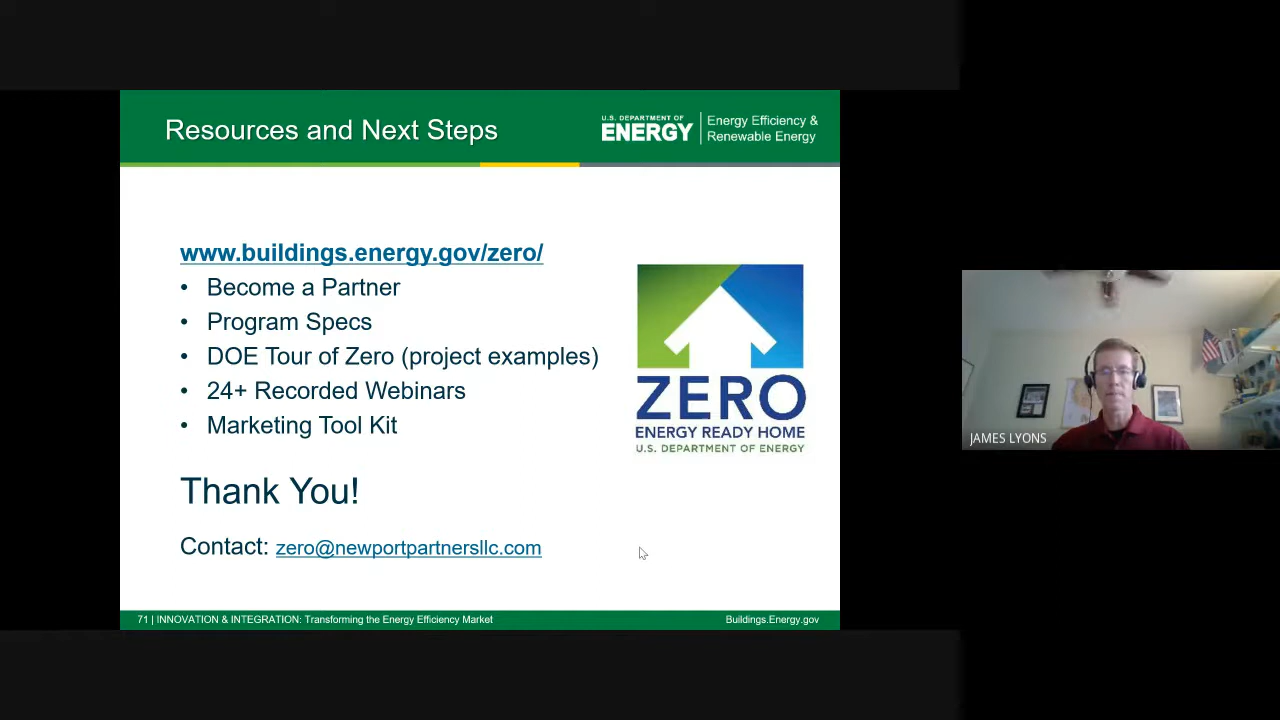 Resources and Next Steps
U.S. DEPARTMENT OF
ENERGY
Energy Efficiency &
Renewable Energy
www.buildings.energy.gov/zero/
• Become a Partner
• Program Specs
• DOE Tour of Zero (project examples)
• 24+ Recorded Webinars
• Marketing Tool Kit
ZERO
ENERGY READY HOME
U.S. DEPARTMENT OF ENERGY
Thank You!
Contact: zero@newportpartnersllc.com
71 | INNOVATION & INTEGRATION: Transforming the Energy Efficiency Market
Buildings.Energy.gov
JAMES LYONS